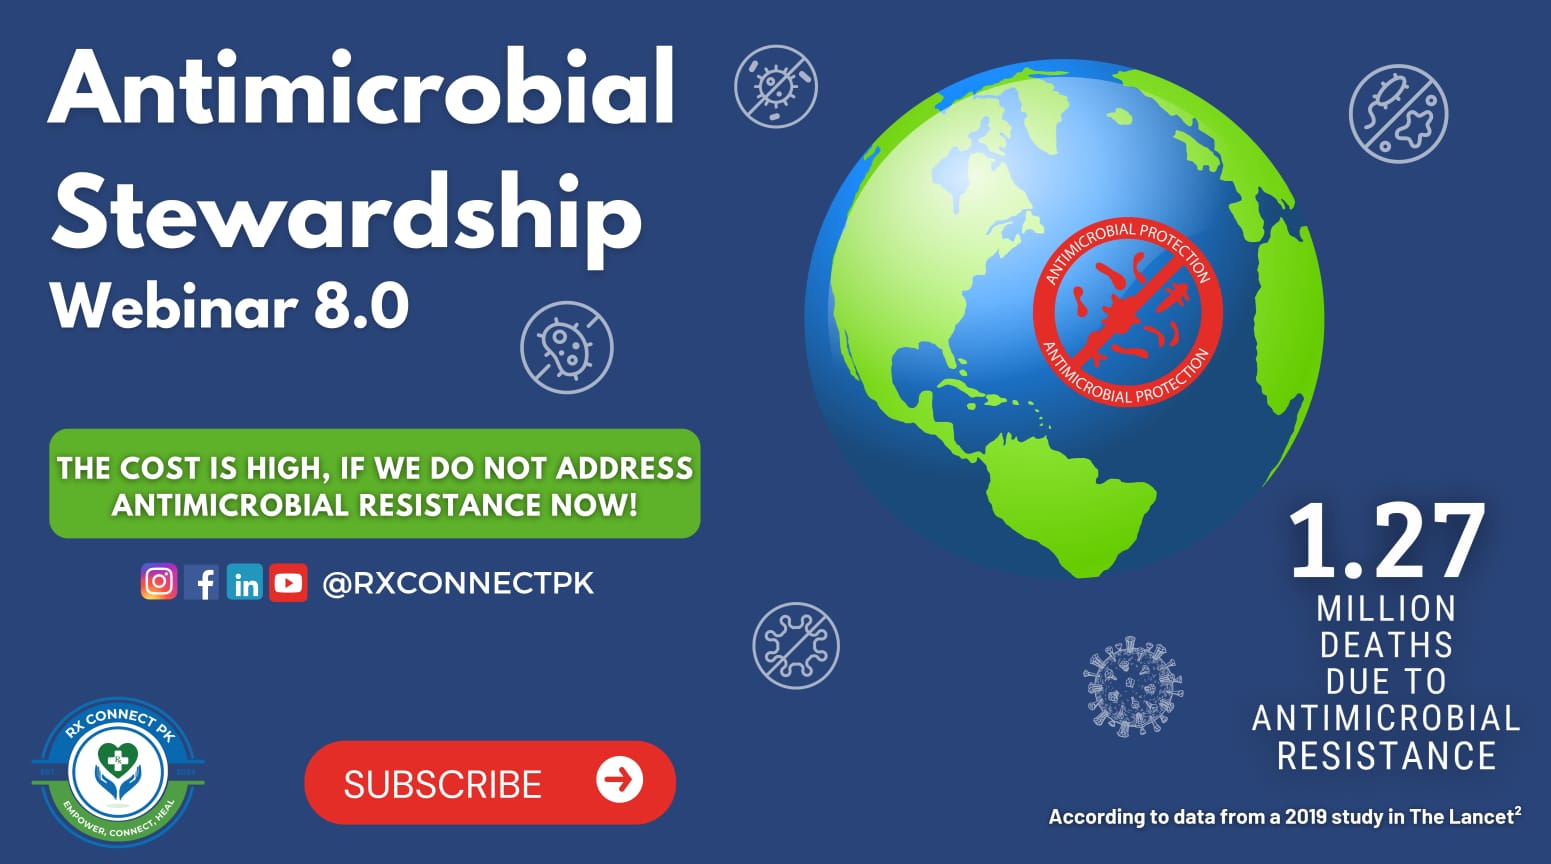 Antimicrobial
Stewardship
Webinar 8.0
THE COST IS HIGH, IF WE DO NOT ADDRESS
ANTIMICROBIAL RESISTANCE NOW!
@RXCONNECTPK
ANTIMICROBIAL PROTECTION
ANTIMICROBIAL PROTECTION
1.27
MILLION
DEATHS
DUE TO
ANTIMICROBIAL
RESISTANCE
According to data from a 2019 study in The Lancet²
RX CONNECT PK
EMPOWER, CONNECT, HEAL
SUBSCRIBE